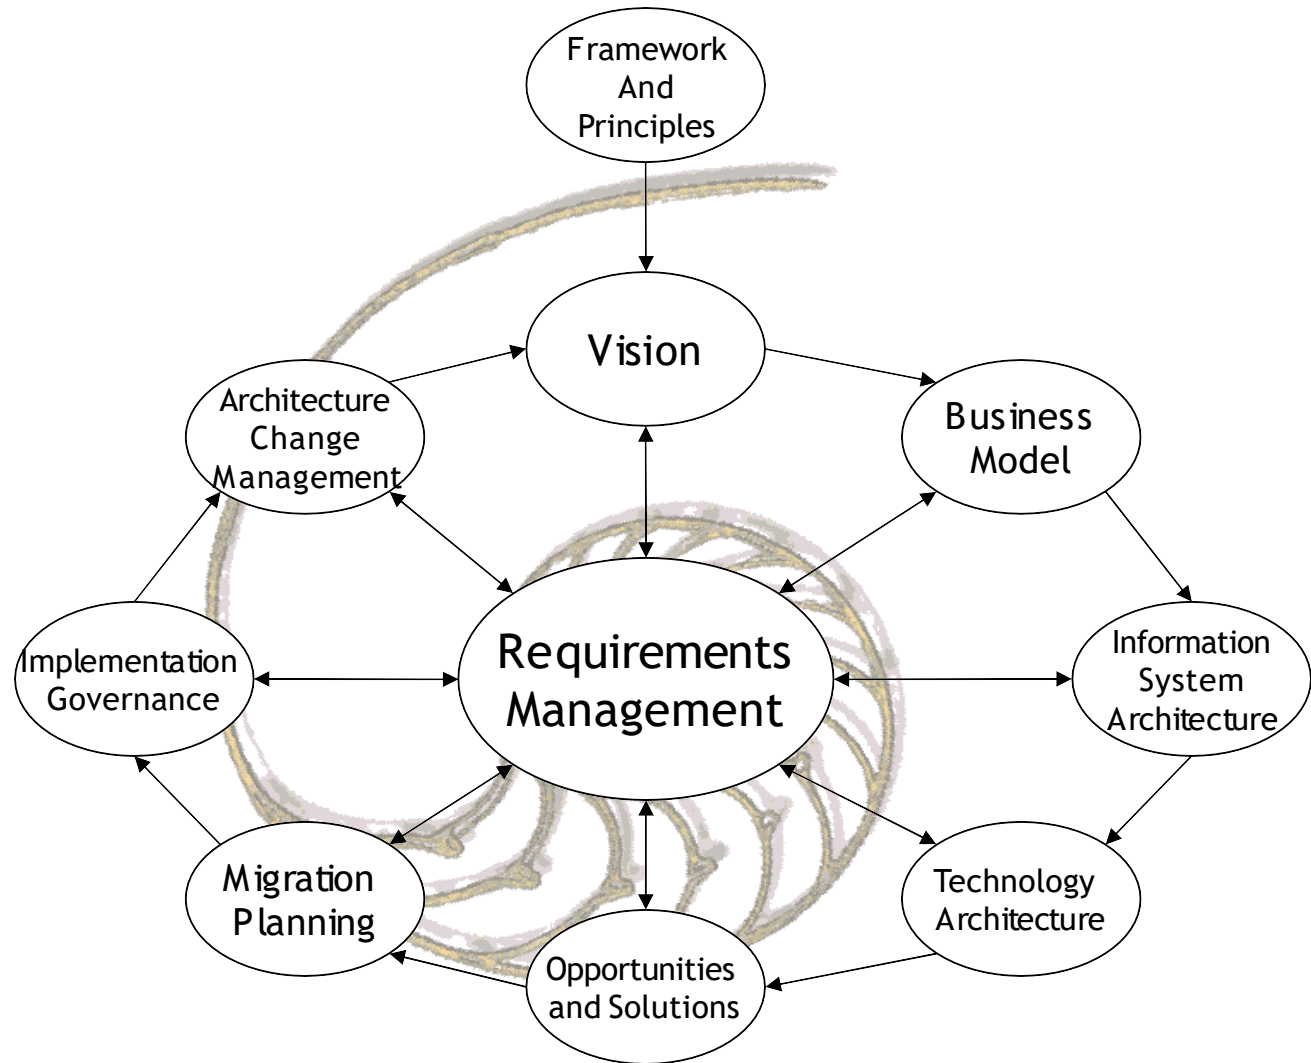 Framework
And
Principles
Vision
Architecture
Change
Management
Business
Model
Requirements
Management
Implementation
Governance
Information
System
Architecture
Migration
Planning
Technology
Architecture
Opportunities
and Solutions